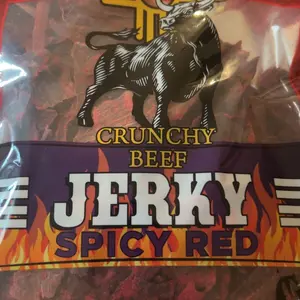 CRUNCHY
BEEF
JERKY
SPICY RED